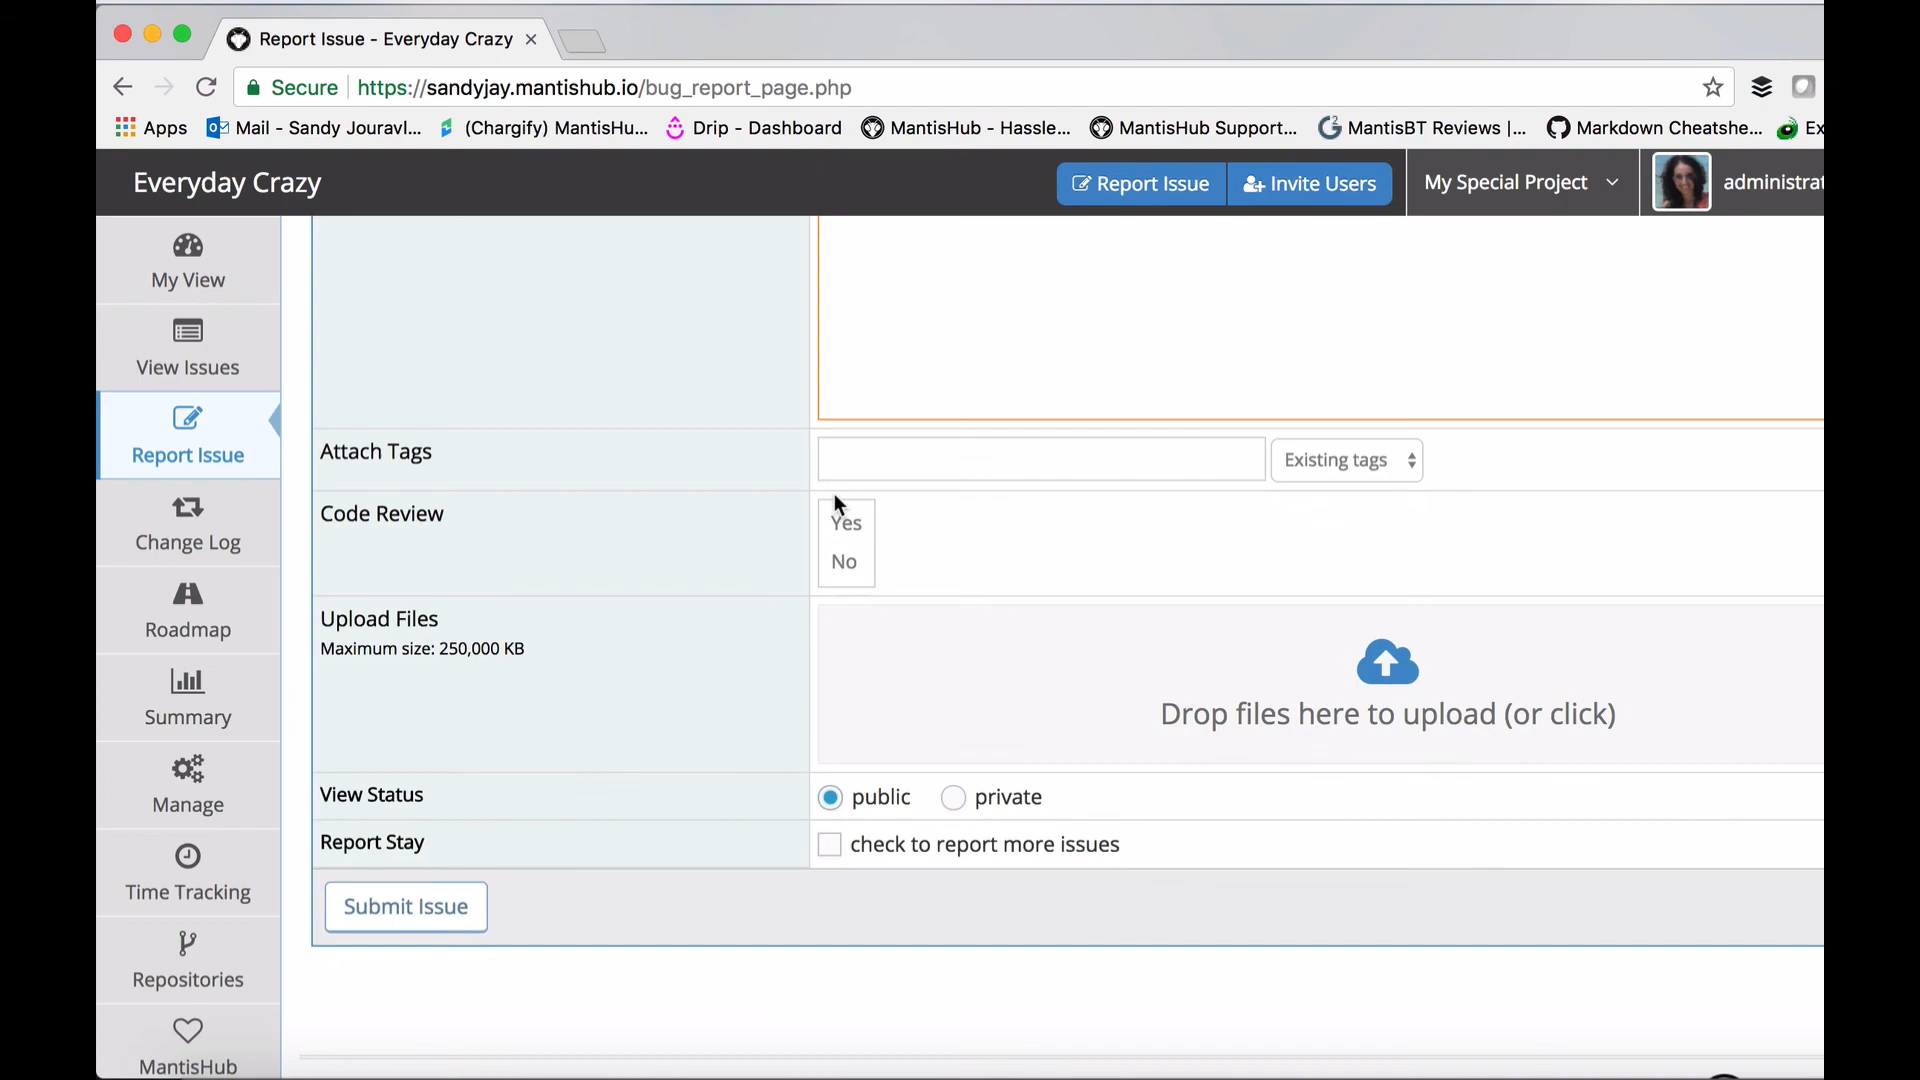 Report Issue - Everyday Crazy
Secure https://sandyjay.mantishub.io/bug_report_page.php
Apps Mail - Sandy Jouravl... (Chargify) MantisHu... Drip - Dashboard MantisHub - Hassle... MantisHub Support... MantisBT Reviews |... Markdown Cheatshe... Ex
Everyday Crazy Report Issue Invite Users My Special Project administrat
My View
View Issues
Report Issue
Change Log
Roadmap
Summary
Manage
Time Tracking
Repositories
MantisHub
Attach Tags Existing tags
Code Review Yes
No
Upload Files
Maximum size: 250,000 KB
Drop files here to upload (or click)
View Status public private
Report Stay check to report more issues
Submit Issue